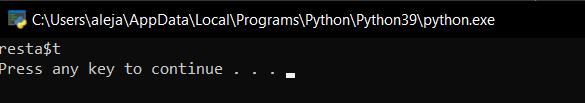 C:\Users\aleja\AppData\Local\Programs\Python\Python39\python.exe
resta$t
Press any key to continue . . .